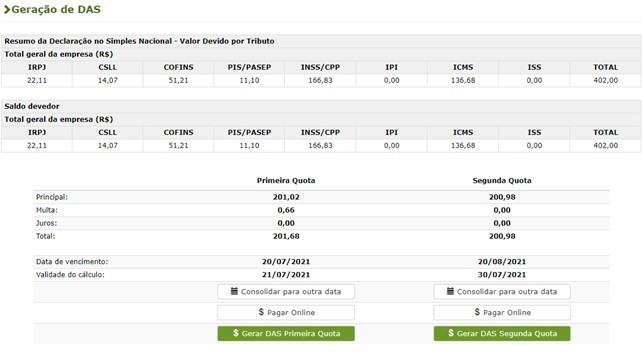 Geração de DAS
Resumo da Declaração no Simples Nacional - Valor Devido por Tributo
Total geral da empresa (R$)
IRPJ CSLL COFINS PIS/PASEP INSS/CPP IPI ICMS ISS TOTAL
22,11 14,07 51,21 11,10 166,83 0,00 136,68 0,00 402,00
Saldo devedor
Total geral da empresa (R$)
IRPJ CSLL COFINS PIS/PASEP INSS/CPP IPI ICMS ISS TOTAL
22,11 14,07 51,21 11,10 166,83 0,00 136,68 0,00 402,00
Primeira Quota Segunda Quota
Principal: 201,02 200,98
Multa: 0,66 0,00
Juros: 0,00 0,00
Total: 201,68 200,98
Data de vencimento: 20/07/2021 20/08/2021
Validade do cálculo: 21/07/2021 30/07/2021
Consolidar para outra data Consolidar para outra data
$ Pagar Online $ Pagar Online
$ Gerar DAS Primeira Quota $ Gerar DAS Segunda Quota